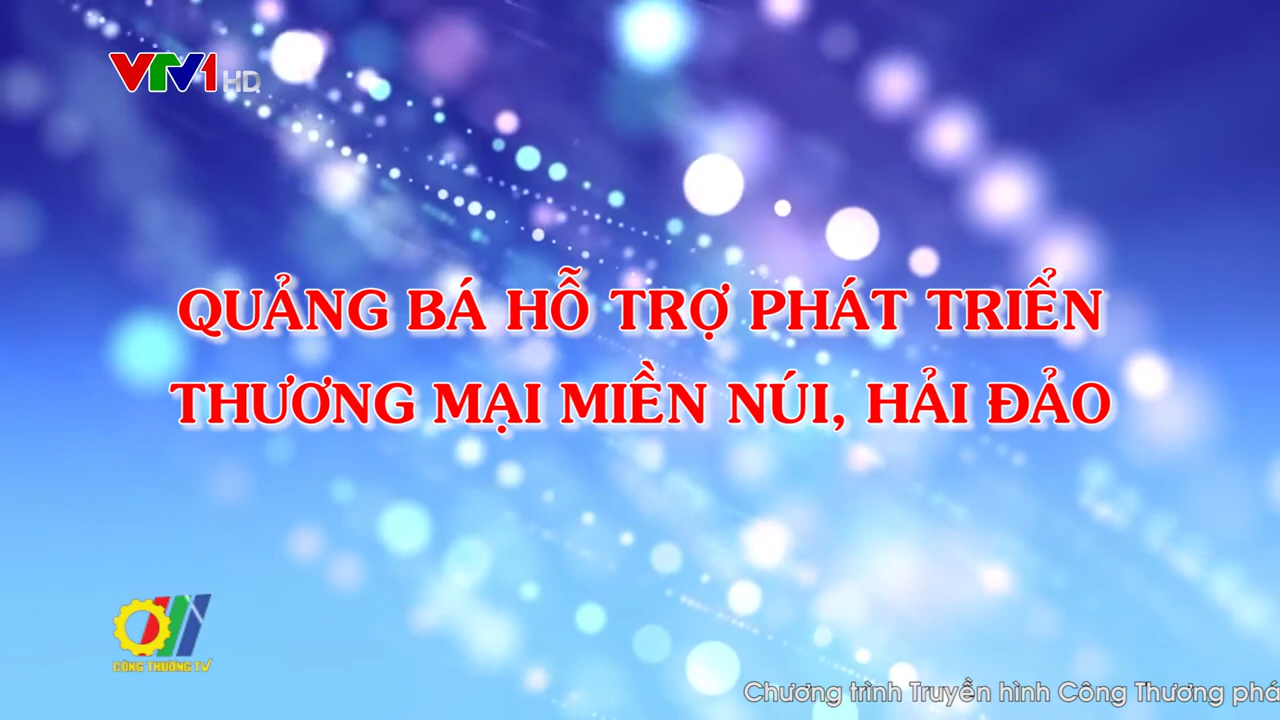 VTV1 HD
QUẢNG BÁ HỖ TRỢ PHÁT TRIỂN
THƯƠNG MẠI MIỀN NÚI, HẢI ĐẢO
CÔNG THƯƠNG TV
Chương trình Truyền hình Công Thương phá